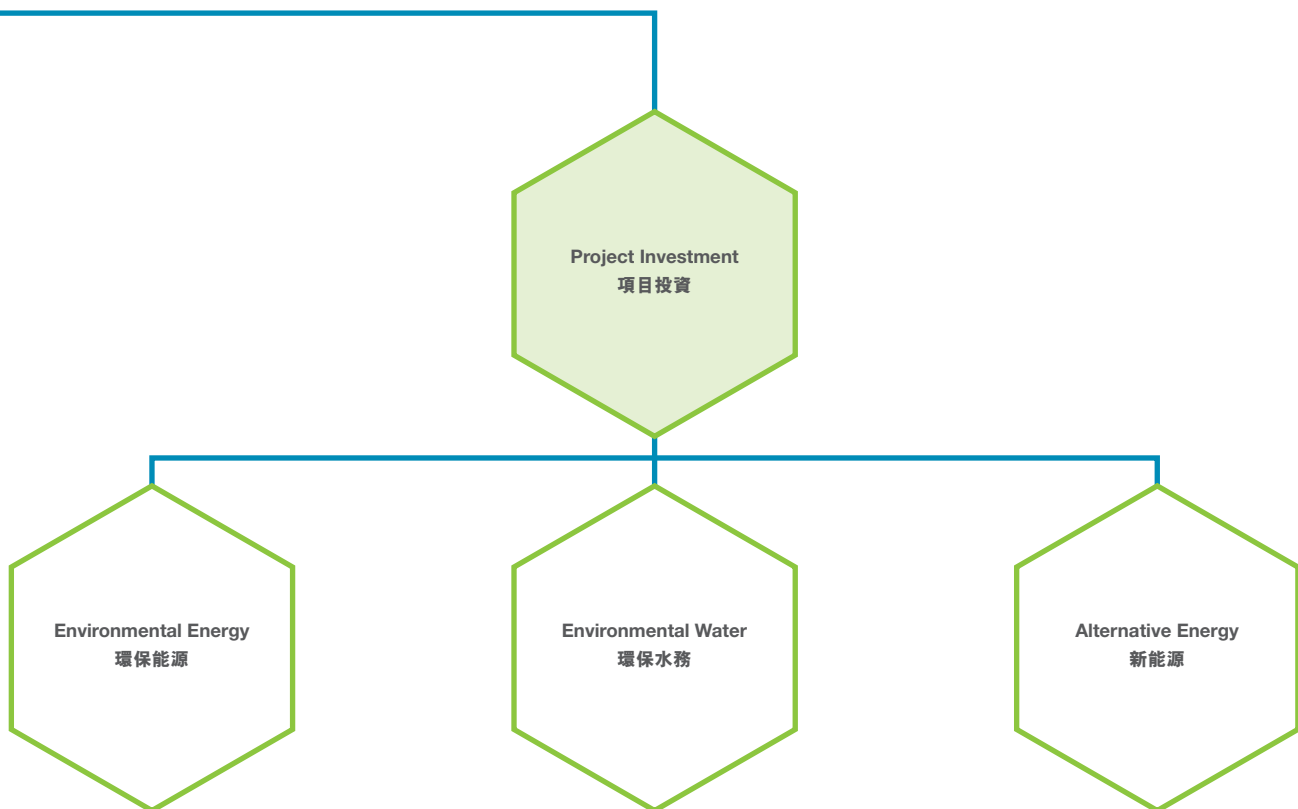 Project Investment
項目投資
Environmental Energy
環保能源
Environmental Water
環保水務
Alternative Energy
新能源